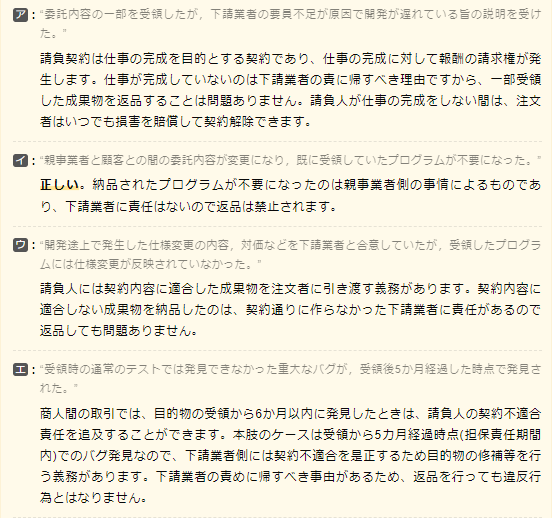 ア:“委託内容の一部を受領したが，下請業者の要員不足が原因で開発が遅れている旨の説明を受け
た。”
請負契約は仕事の完成を目的とする契約であり、仕事の完成に対して報酬の請求権が発
生します。仕事が完成していないのは下請業者の責に帰すべき理由ですから、一部受領
した成果物を返品することは問題ありません。請負人が仕事の完成をしない間は、注文
者はいつでも損害を賠償して契約解除できます。
イ:“親事業者と顧客との間の委託内容が変更になり，既に受領していたプログラムが不要になった。”
正しい。納品されたプログラムが不要になったのは親事業者側の事情によるものであ
り、下請業者に責任はないので返品は禁止されます。
ウ:“開発途上で発生した仕様変更の内容，対価などを下請業者と合意していたが，受領したプログラ
ムには仕様変更が反映されていなかった。”
請負人には契約内容に適合した成果物を注文者に引き渡す義務があります。契約内容に
適合しない成果物を納品したのは、契約通りに作らなかった下請業者に責任があるので
返品しても問題ありません。
エ:“受領時の通常のテストでは発見できなかった重大なバグが，受領後5か月経過した時点で発見さ
れた。”
商人間の取引では、目的物の受領から6か月以内に発見したときは、請負人の契約不適合
責任を追及することができます。本肢のケースは受領から5カ月経過時点(担保責任期間
内)でのバグ発見なので、下請業者側には契約不適合を是正するため目的物の修補等を行
う義務があります。下請業者の責めに帰すべき事由があるため、返品を行っても違反行
為とはなりません。